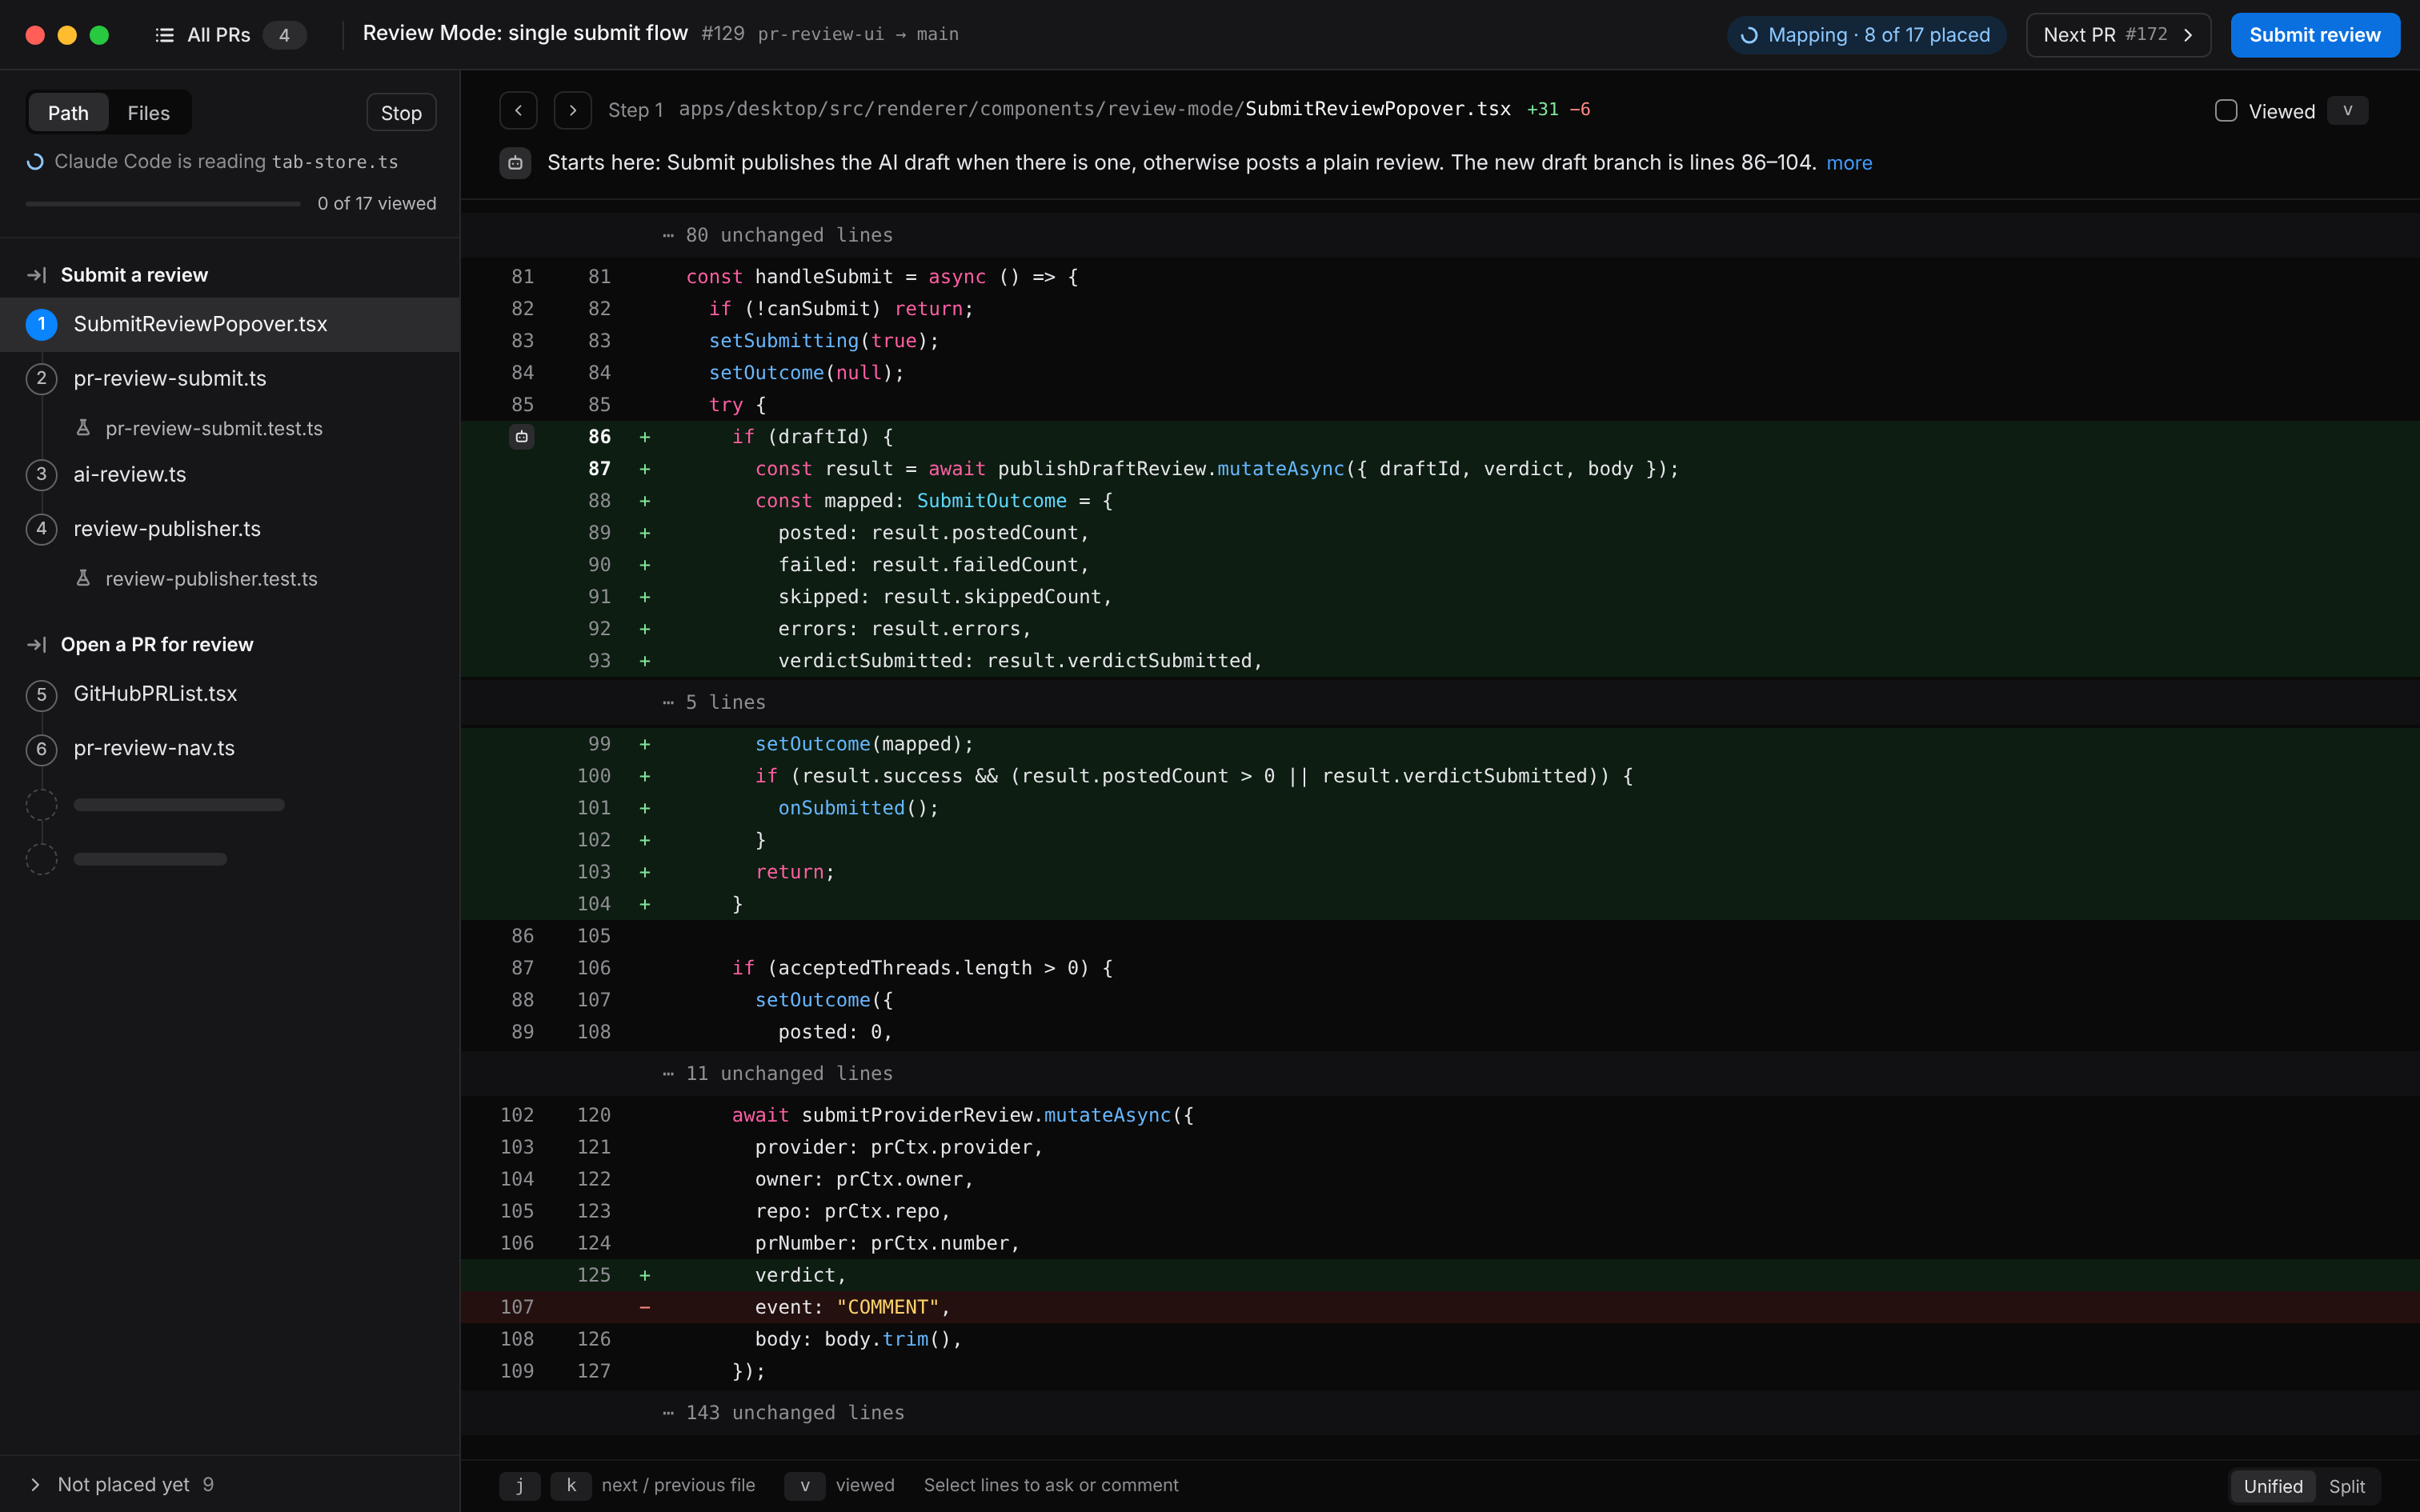 All PRs 4
Review Mode: single submit flow #129 pr-review-ui → main
Mapping · 8 of 17 placed
Next PR #172
Submit review
Path Files Stop
Claude Code is reading tab-store.ts
0 of 17 viewed
Submit a review
1 SubmitReviewPopover.tsx
2 pr-review-submit.ts
pr-review-submit.test.ts
3 ai-review.ts
4 review-publisher.ts
review-publisher.test.ts
Open a PR for review
5 GitHubPRList.tsx
6 pr-review-nav.ts
Not placed yet 9
Step 1 apps/desktop/src/renderer/components/review-mode/SubmitReviewPopover.tsx +31 −6
Viewed v
Starts here: Submit publishes the AI draft when there is one, otherwise posts a plain review. The new draft branch is lines 86–104. more
⋯ 80 unchanged lines
81 81 const handleSubmit = async () => {
82 82 if (!canSubmit) return;
83 83 setSubmitting(true);
84 84 setOutcome(null);
85 85 try {
86 + if (draftId) {
87 + const result = await publishDraftReview.mutateAsync({ draftId, verdict, body });
88 + const mapped: SubmitOutcome = {
89 + posted: result.postedCount,
90 + failed: result.failedCount,
91 + skipped: result.skippedCount,
92 + errors: result.errors,
93 + verdictSubmitted: result.verdictSubmitted,
⋯ 5 lines
99 + setOutcome(mapped);
100 + if (result.success && (result.postedCount > 0 || result.verdictSubmitted)) {
101 + onSubmitted();
102 + }
103 + return;
104 + }
86 105
87 106 if (acceptedThreads.length > 0) {
88 107 setOutcome({
89 108 posted: 0,
⋯ 11 unchanged lines
102 120 await submitProviderReview.mutateAsync({
103 121 provider: prCtx.provider,
104 122 owner: prCtx.owner,
105 123 repo: prCtx.repo,
106 124 prNumber: prCtx.number,
125 + verdict,
107 − event: "COMMENT",
108 126 body: body.trim(),
109 127 });
⋯ 143 unchanged lines
j k next / previous file v viewed Select lines to ask or comment
Unified Split